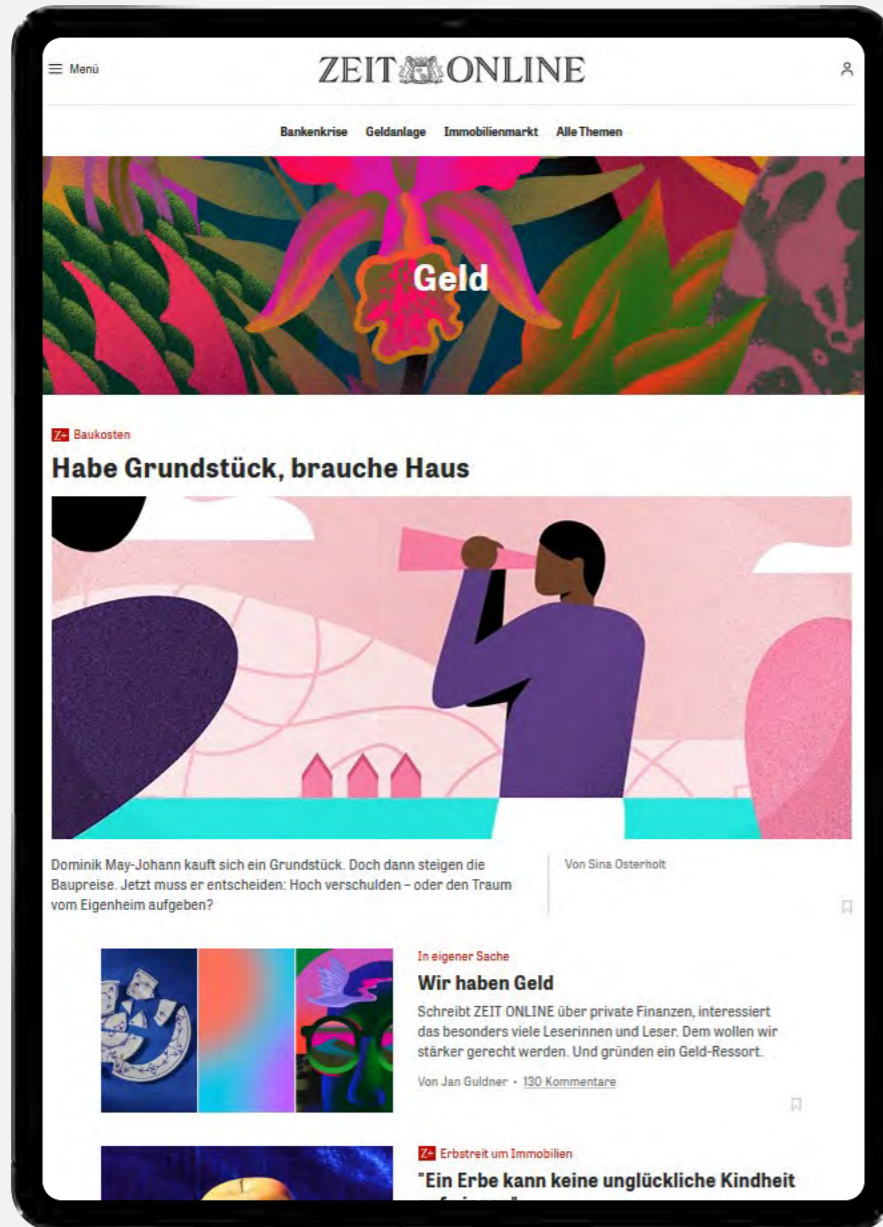 Menü
ZEIT ONLINE
Bankenkrise Geldanlage Immobilienmarkt Alle Themen
Geld
Z+ Baukosten
Habe Grundstück, brauche Haus
Dominik May-Johann kauft sich ein Grundstück. Doch dann steigen die
Baupreise. Jetzt muss er entscheiden: Hoch verschulden – oder den Traum
vom Eigenheim aufgeben?
Von Sina Osterholt
In eigener Sache
Wir haben Geld
Schreibt ZEIT ONLINE über private Finanzen, interessiert
das besonders viele Leserinnen und Leser. Dem wollen wir
stärker gerecht werden. Und gründen ein Geld-Ressort.
Von Jan Guldner • 130 Kommentare
Z+ Erbstreit um Immobilien
"Ein Erbe kann keine unglückliche Kindheit